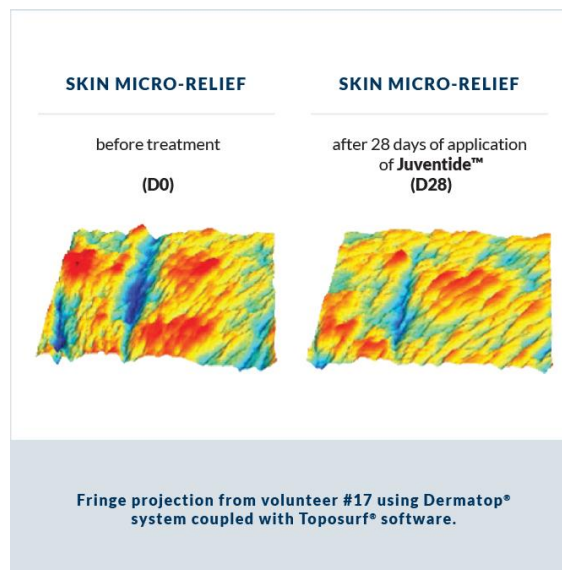 SKIN MICRO-RELIEF
before treatment
(D0)
SKIN MICRO-RELIEF
after 28 days of application
of Juventide™
(D28)
Fringe projection from volunteer #17 using Dermatop®
system coupled with Toposurf® software.